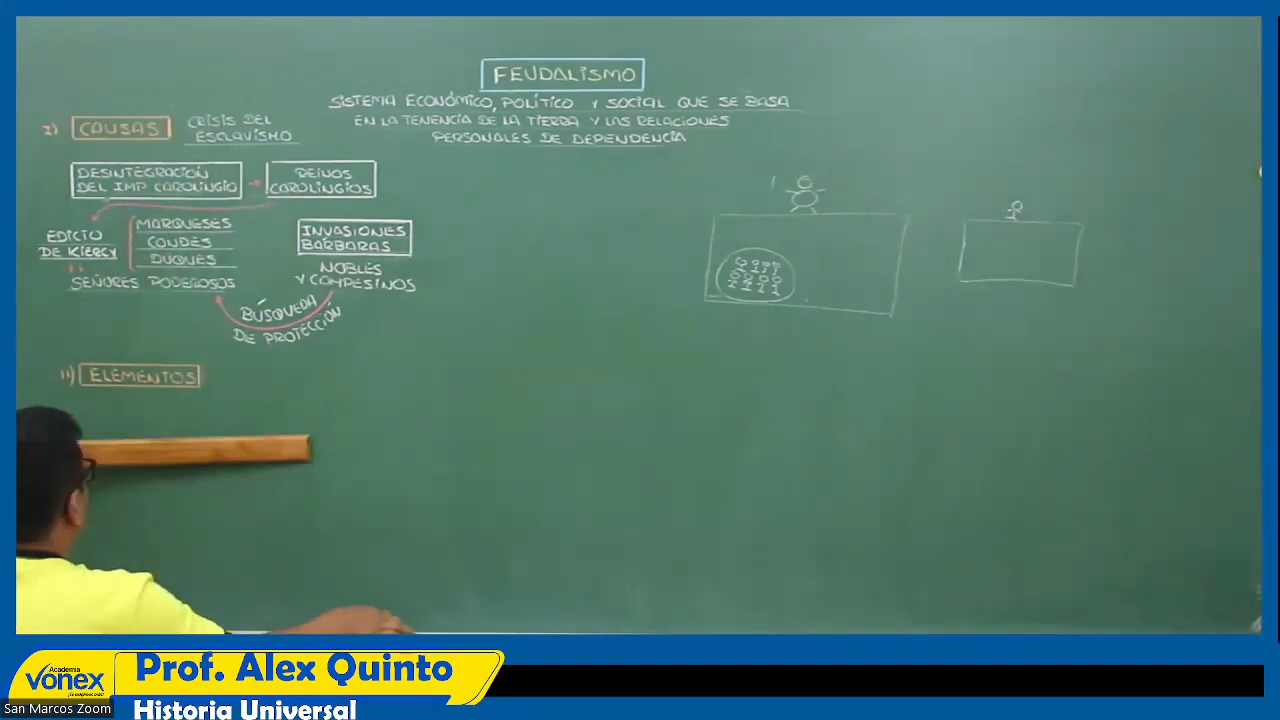 FEUDALISMO
SISTEMA ECONÓMICO, POLÍTICO Y SOCIAL QUE SE BASA
EN LA TENENCIA DE LA TIERRA Y LAS RELACIONES
PERSONALES DE DEPENDENCIA
I) CAUSAS
CRISIS DEL
ESCLAVISMO
DESINTEGRACIÓN
DEL IMP CAROLINGIO
REINOS
CAROLINGIOS
EDICTO
DE KIERCY
MARQUESES
CONDES
DUQUES
SEÑORES PODEROSOS
INVASIONES
BÁRBARAS
NOBLES
Y CAMPESINOS
BÚSQUEDA
DE PROTECCIÓN
II) ELEMENTOS
Academia
VONEX
Prof. Alex Quinto
Historia Universal
San Marcos Zoom